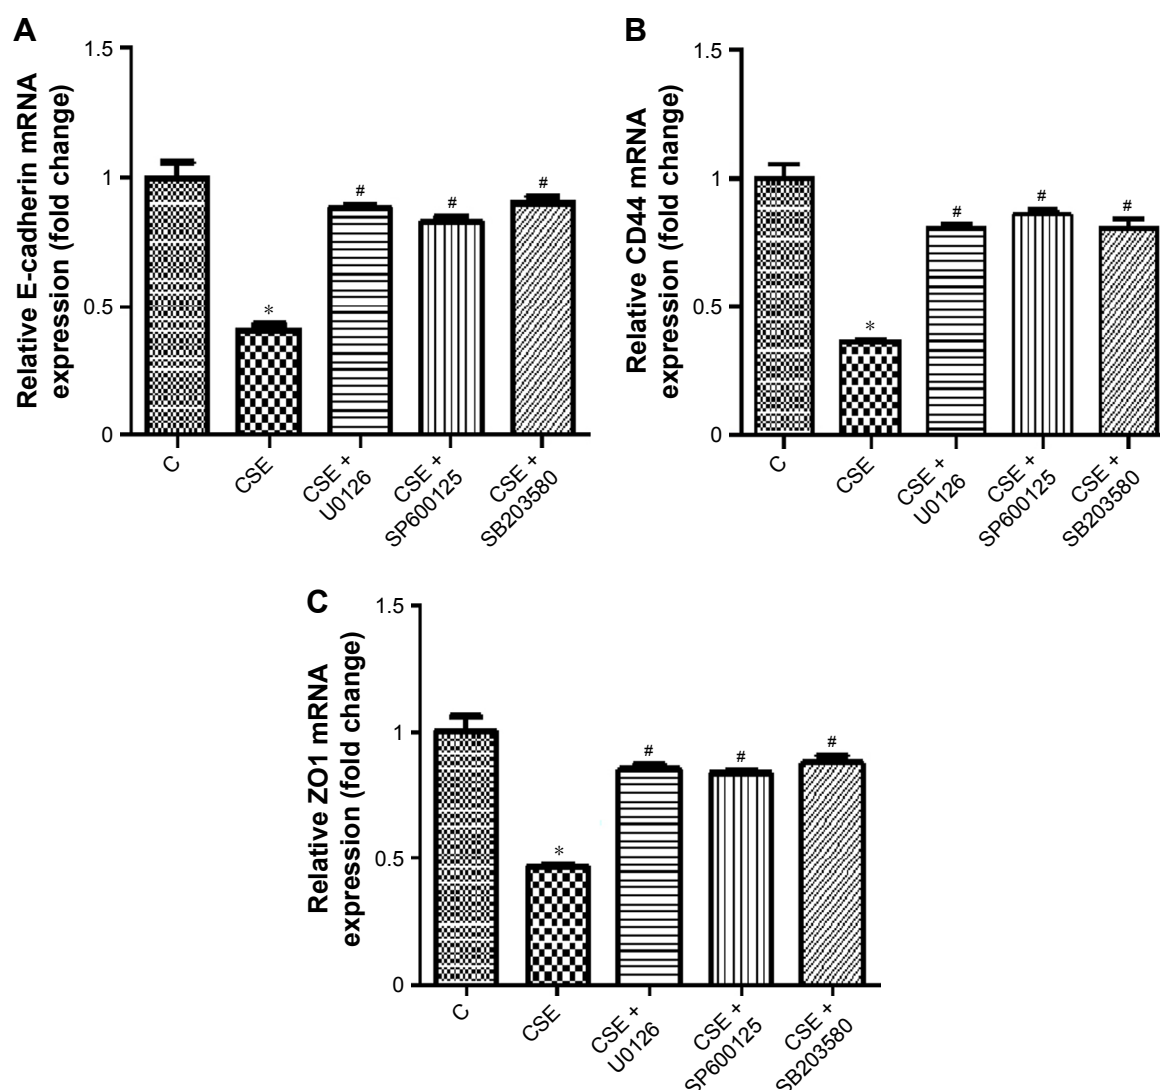 A
Relative E-cadherin mRNA
expression (fold change)
1.5
1
0.5
0
*
#
#
#
C
CSE
CSE +
U0126
CSE +
SP600125
CSE +
SB203580
B
Relative CD44 mRNA
expression (fold change)
1.5
1
0.5
0
*
#
#
#
C
CSE
CSE +
U0126
CSE +
SP600125
CSE +
SB203580
C
Relative ZO1 mRNA
expression (fold change)
1.5
1
0.5
0
*
#
#
#
C
CSE
CSE +
U0126
CSE +
SP600125
CSE +
SB203580